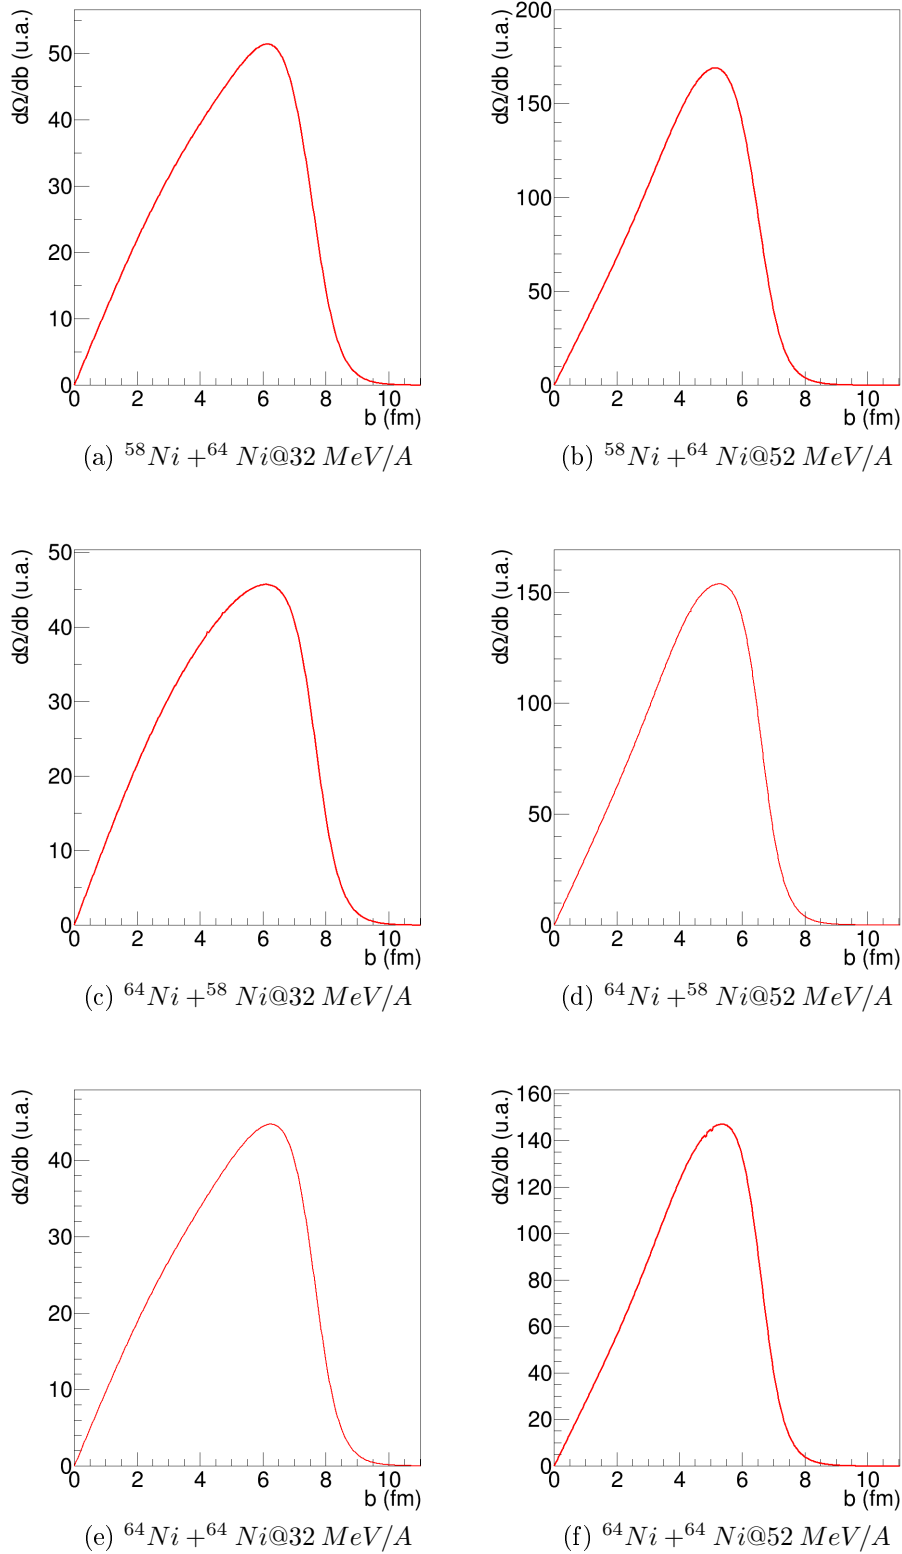 dΩ/db (u.a.)
50
40
30
20
10
0
0 2 4 6 8 10
b (fm)
(a) ⁵⁸Ni +⁶⁴ Ni@32 MeV/A
dΩ/db (u.a.)
200
150
100
50
0
0 2 4 6 8 10
b (fm)
(b) ⁵⁸Ni +⁶⁴ Ni@52 MeV/A
dΩ/db (u.a.)
50
40
30
20
10
0
0 2 4 6 8 10
b (fm)
(c) ⁶⁴Ni +⁵⁸ Ni@32 MeV/A
dΩ/db (u.a.)
150
100
50
0
0 2 4 6 8 10
b (fm)
(d) ⁶⁴Ni +⁵⁸ Ni@52 MeV/A
dΩ/db (u.a.)
40
30
20
10
0
0 2 4 6 8 10
b (fm)
(e) ⁶⁴Ni +⁶⁴ Ni@32 MeV/A
dΩ/db (u.a.)
160
140
120
100
80
60
40
20
0
0 2 4 6 8 10
b (fm)
(f) ⁶⁴Ni +⁶⁴ Ni@52 MeV/A